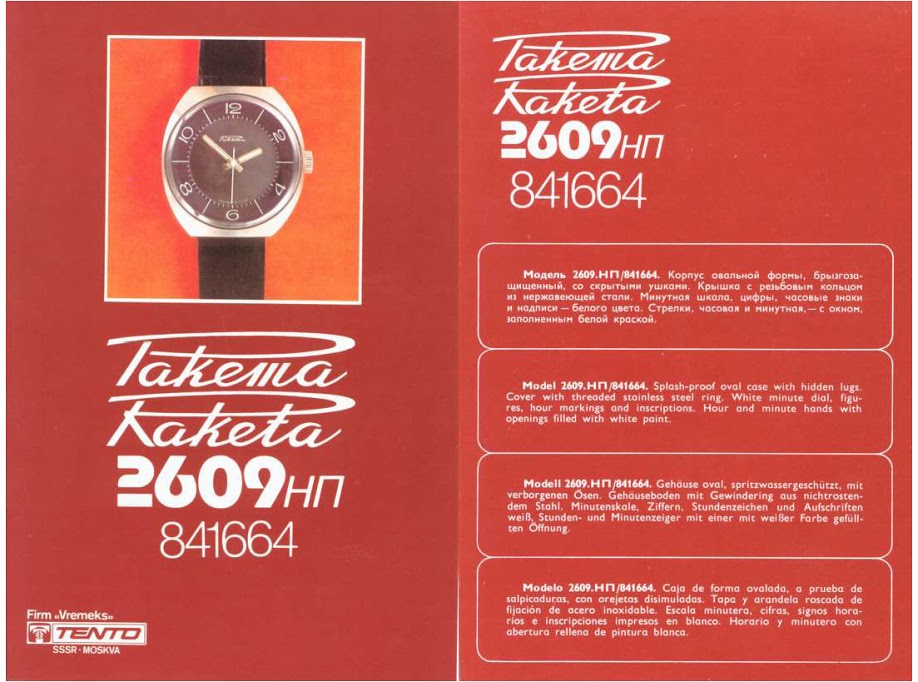 12
2
4
6
8
10
Raketa
Ракета
Raketa
2609НП
841664
Firm «Vremeks»
TENTO
SSSR · MOSKVA
Ракета
Raketa
2609НП
841664
Модель 2609.НП/841664. Корпус овальной формы, брызгоза-
щищенный, со скрытыми ушками. Крышка с резьбовым кольцом
из нержавеющей стали. Минутная шкала, цифры, часовые знаки
и надписи — белого цвета. Стрелки, часовая и минутная,— с окном,
заполненным белой краской.
Model 2609.НП/841664. Splash-proof oval case with hidden lugs.
Cover with threaded stainless steel ring. White minute dial, figu-
res, hour markings and inscriptions. Hour and minute hands with
openings filled with white paint.
Modell 2609.НП/841664. Gehäuse oval, spritzwassergeschützt, mit
verborgenen Ösen. Gehäuseboden mit Gewindering aus nichtrosten-
dem Stahl. Minutenskale, Ziffern, Stundenzeichen und Aufschriften
weiß. Stunden- und Minutenzeiger mit einer mit weißer Farbe gefüll-
ten Öffnung.
Modelo 2609.НП/841664. Caja de forma ovalada, a prueba de
salpicaduras, con orejetas disimuladas. Tapa y arandela roscada de
fijación de acero inoxidable. Escala minutera, cifras, signos hora-
rios e inscripciones impresos en blanco. Horario y minutero con
abertura rellena de pintura blanca.